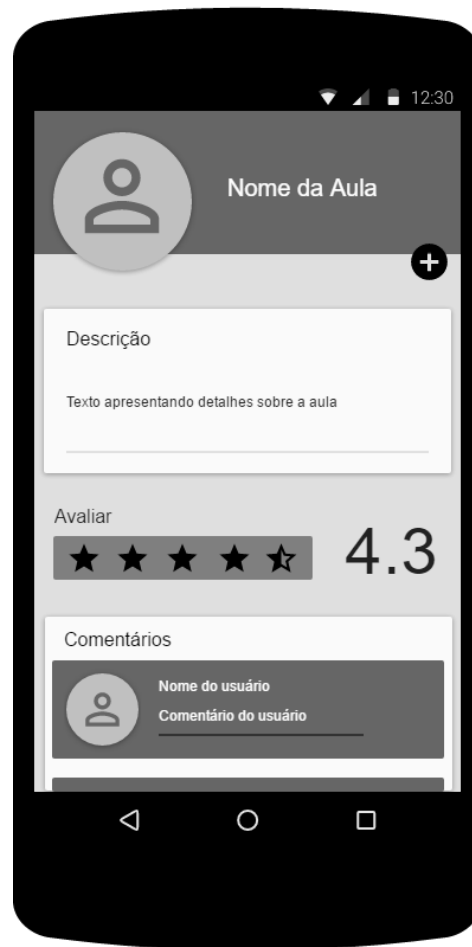 12:30
Nome da Aula
Descrição
Texto apresentando detalhes sobre a aula
Avaliar
4.3
Comentários
Nome do usuário
Comentário do usuário